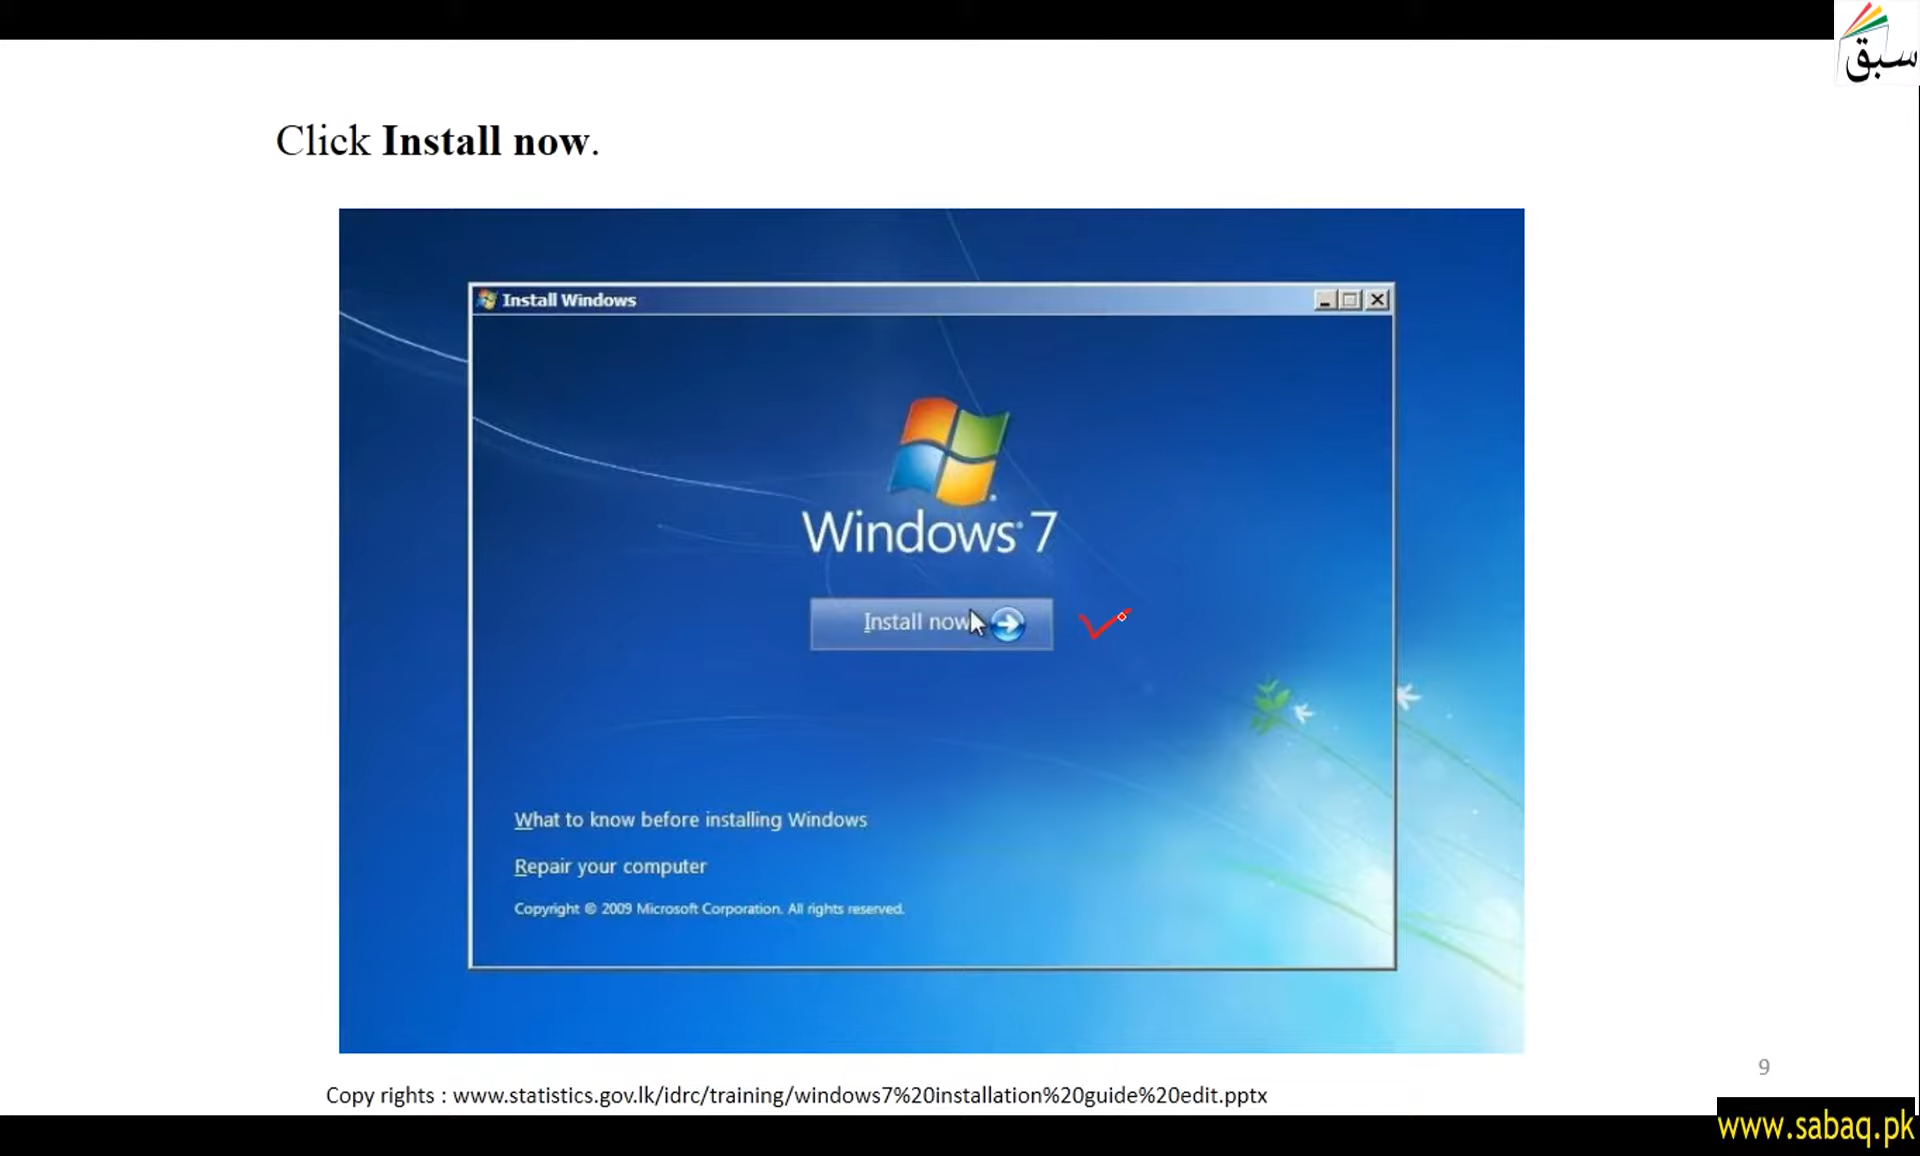 سبق
Click Install now.
Install Windows
Windows® 7
Install now
What to know before installing Windows
Repair your computer
Copyright © 2009 Microsoft Corporation. All rights reserved.
9
Copy rights : www.statistics.gov.lk/idrc/training/windows7%20installation%20guide%20edit.pptx
www.sabaq.pk